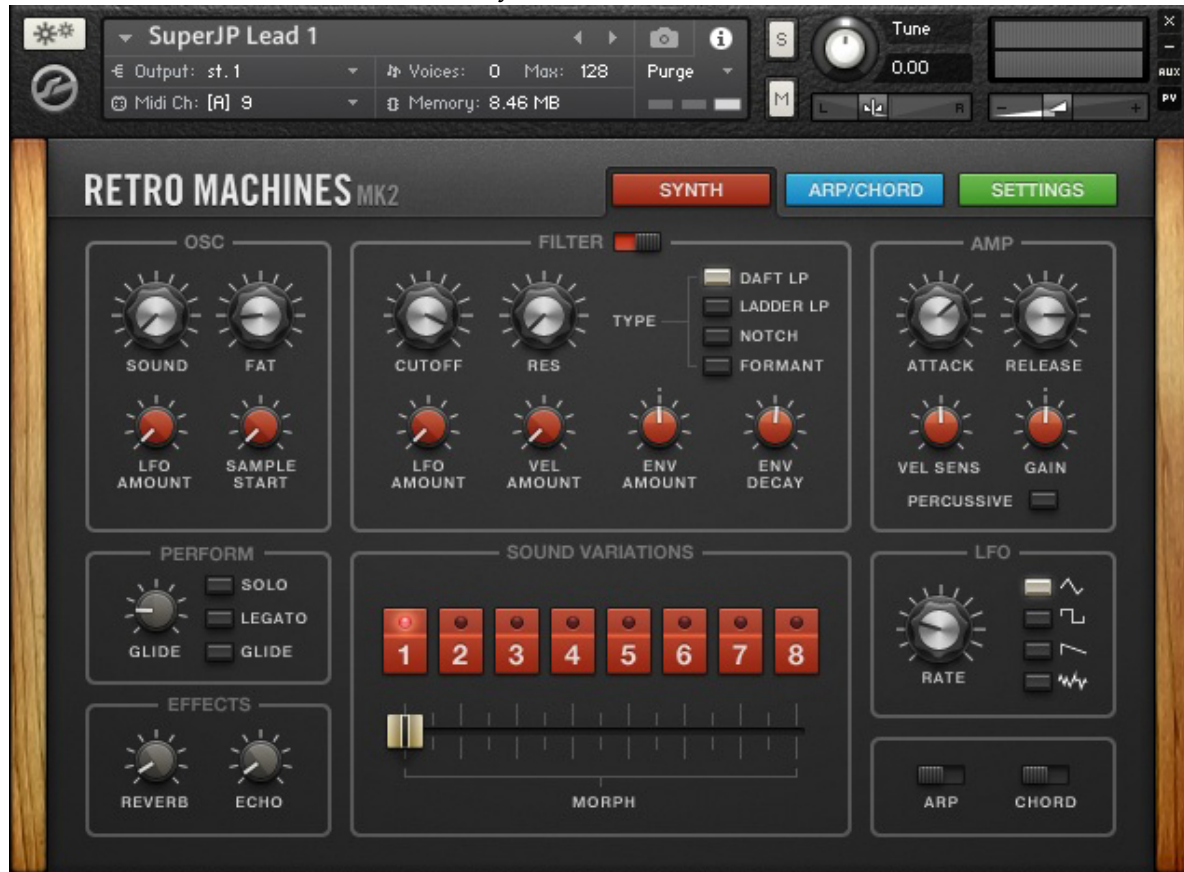 SuperJP Lead 1
Output: st.1
Voices: 0 Max: 128
Purge
Midi Ch: [A] 9
Memory: 8.46 MB
S
M
Tune
0.00
L
R
-
+
×
-
AUX
PV
RETRO MACHINES MK2
SYNTH
ARP/CHORD
SETTINGS
OSC
SOUND
FAT
LFO
AMOUNT
SAMPLE
START
FILTER
CUTOFF
RES
TYPE
DAFT LP
LADDER LP
NOTCH
FORMANT
LFO
AMOUNT
VEL
AMOUNT
ENV
AMOUNT
ENV
DECAY
AMP
ATTACK
RELEASE
VEL SENS
GAIN
PERCUSSIVE
PERFORM
GLIDE
SOLO
LEGATO
GLIDE
SOUND VARIATIONS
1 2 3 4 5 6 7 8
MORPH
LFO
RATE
EFFECTS
REVERB
ECHO
ARP
CHORD